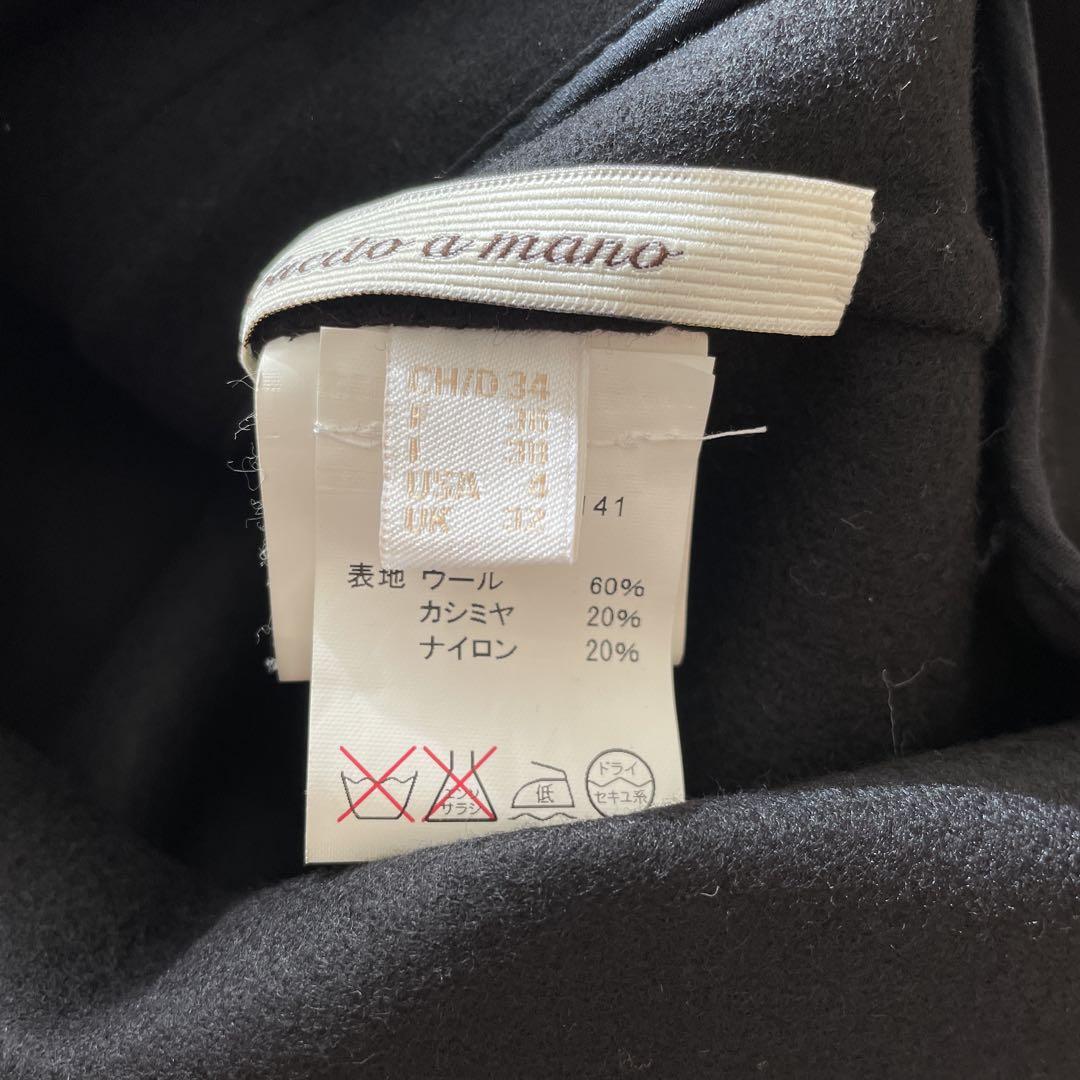 a mano
CH/D 34
F 36
I 38
USA 4
UK
141
表地 ウール 60%
カシミヤ 20%
ナイロン 20%
エンソ
サラシ
低
ドライ
セキユ系